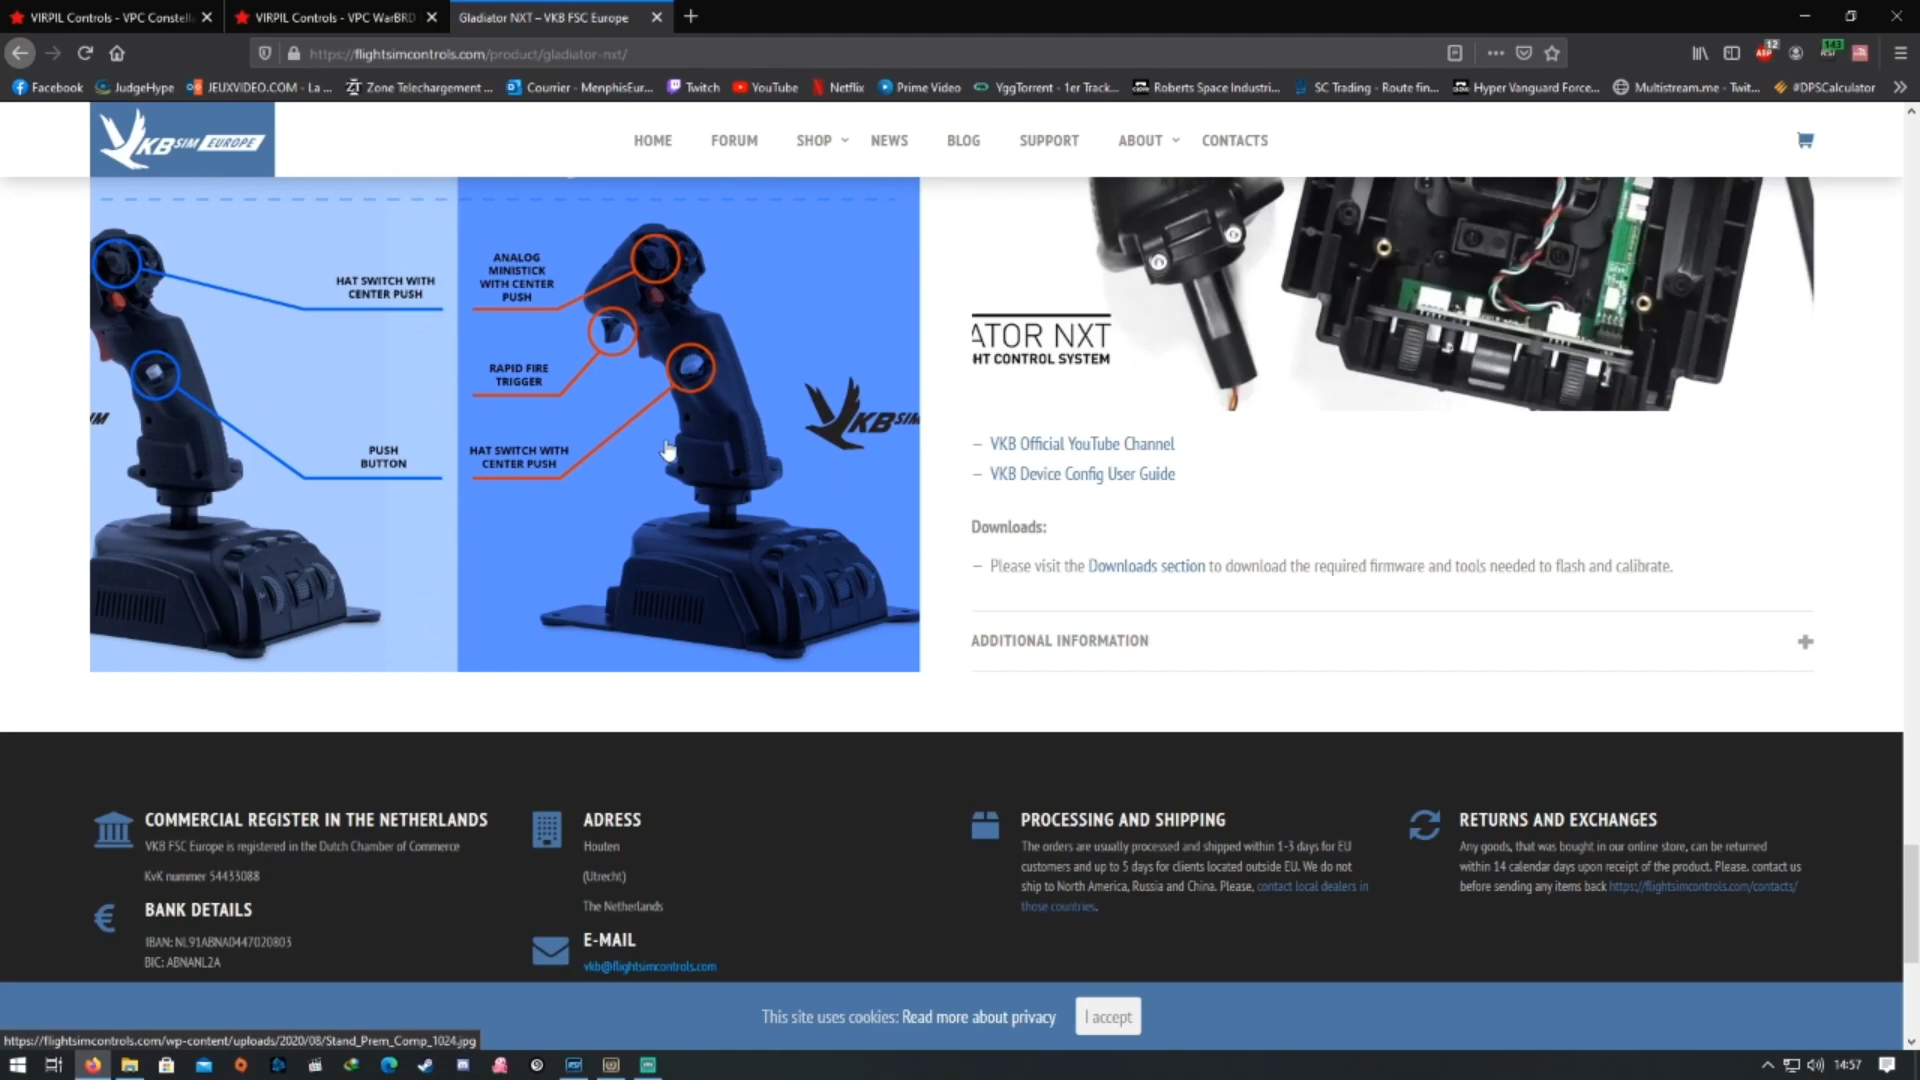 VIRPIL Controls - VPC Constell
VIRPIL Controls - VPC WarBRD
Gladiator NXT – VKB FSC Europe
https://flightsimcontrols.com/product/gladiator-nxt/
12
143
Facebook
JudgeHype
JEUXVIDEO.COM - La ...
Zone Telechargement ...
Courrier - MenphisEur...
Twitch
YouTube
Netflix
Prime Video
YggTorrent - 1er Track...
Roberts Space Industri...
SC Trading - Route fin...
Hyper Vanguard Force...
Multistream.me - Twit...
#DPSCalculator
VKB SIM EUROPE
HOME
FORUM
SHOP
NEWS
BLOG
SUPPORT
ABOUT
CONTACTS
HAT SWITCH WITH
CENTER PUSH
PUSH
BUTTON
ANALOG
MINISTICK
WITH CENTER
PUSH
RAPID FIRE
TRIGGER
HAT SWITCH WITH
CENTER PUSH
IM
VKB SIM
ATOR NXT
HT CONTROL SYSTEM
– VKB Official YouTube Channel
– VKB Device Config User Guide
Downloads:
– Please visit the Downloads section to download the required firmware and tools needed to flash and calibrate.
ADDITIONAL INFORMATION
COMMERCIAL REGISTER IN THE NETHERLANDS
VKB FSC Europe is registered in the Dutch Chamber of Commerce
KvK nummer 54433088
BANK DETAILS
IBAN: NL91ABNA0447020803
BIC: ABNANL2A
ADRESS
Houten
(Utrecht)
The Netherlands
E-MAIL
vkb@flightsimcontrols.com
PROCESSING AND SHIPPING
The orders are usually processed and shipped within 1-3 days for EU
customers and up to 5 days for clients located outside EU. We do not
ship to North America, Russia and China. Please, contact local dealers in
those countries.
RETURNS AND EXCHANGES
Any goods, that was bought in our online store, can be returned
within 14 calendar days upon receipt of the product. Please. contact us
before sending any items back https://flightsimcontrols.com/contacts/
This site uses cookies: Read more about privacy
I accept
https://flightsimcontrols.com/wp-content/uploads/2020/08/Stand_Prem_Comp_1024.jpg
14:57